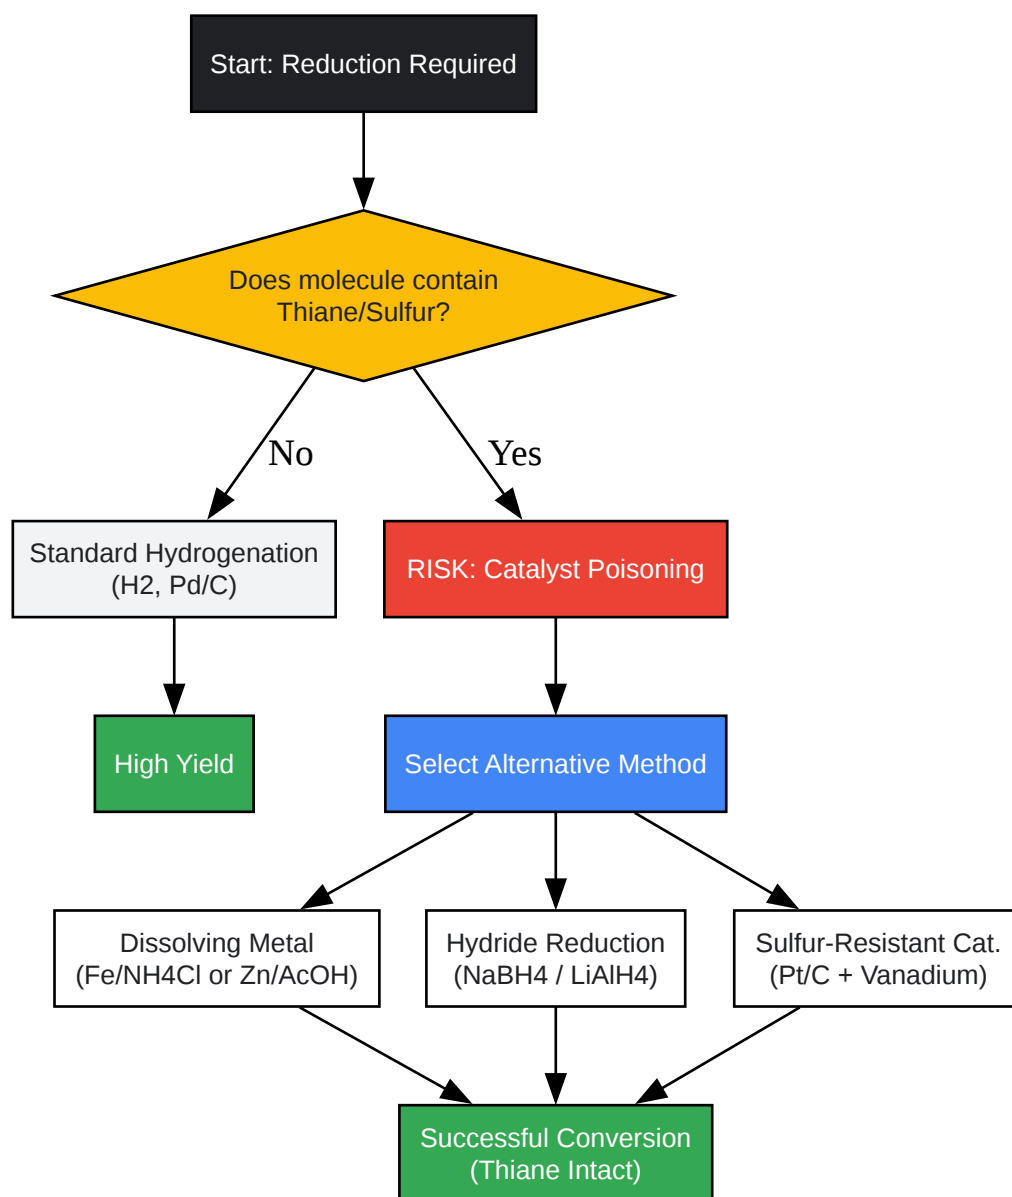 Start: Reduction Required
Does molecule contain
Thiane/Sulfur?
No
Yes
Standard Hydrogenation
(H2, Pd/C)
RISK: Catalyst Poisoning
High Yield
Select Alternative Method
Dissolving Metal
(Fe/NH4Cl or Zn/AcOH)
Hydride Reduction
(NaBH4 / LiAlH4)
Sulfur-Resistant Cat.
(Pt/C + Vanadium)
Successful Conversion
(Thiane Intact)